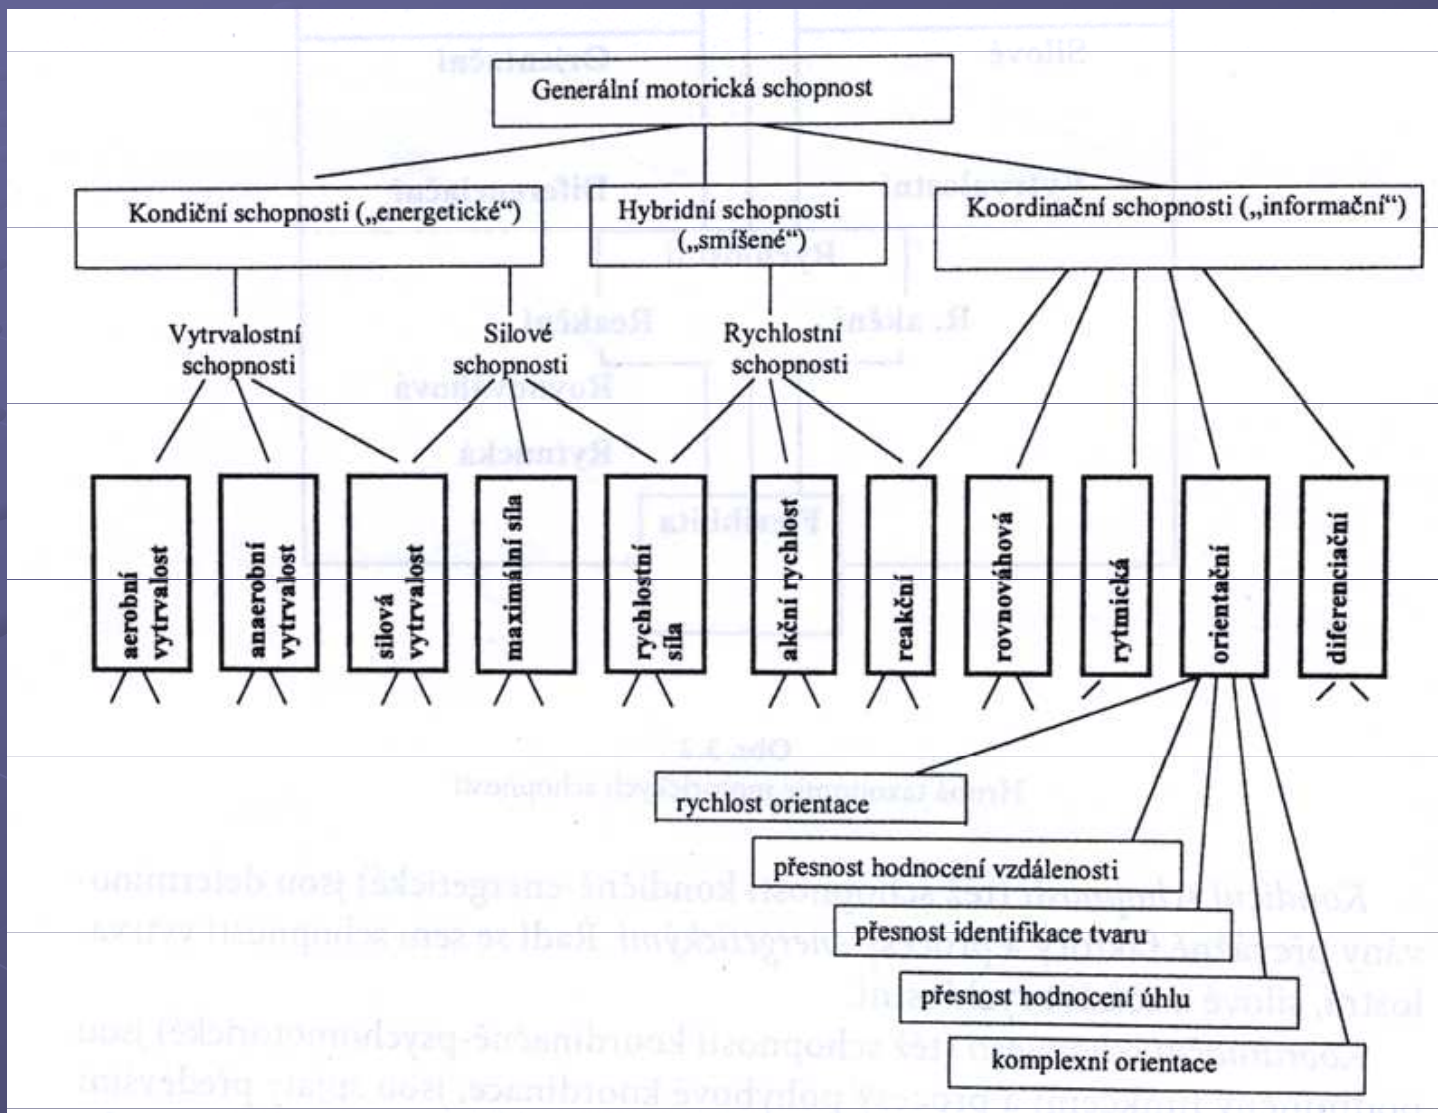 Generální motorická schopnost
Kondiční schopnosti („energetické“)
Hybridní schopnosti
(„smíšené“)
Koordinační schopnosti („informační“)
Vytrvalostní
schopnosti
Silové
schopnosti
Rychlostní
schopnosti
aerobní
vytrvalost
anaerobní
vytrvalost
silová
vytrvalost
maximální síla
rychlostní
síla
akční rychlost
reakční
rovnováhová
rytmická
orientační
diferenciační
rychlost orientace
přesnost hodnocení vzdálenosti
přesnost identifikace tvaru
přesnost hodnocení úhlu
komplexní orientace